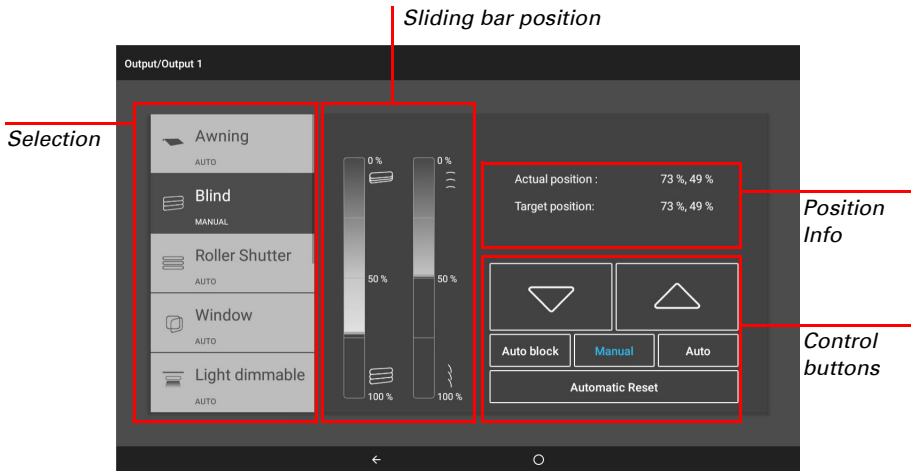 Sliding bar position
Output/Output 1
Selection
Awning
AUTO
Blind
MANUAL
Roller Shutter
AUTO
Window
AUTO
Light dimmable
AUTO
0 %
50 %
100 %
0 %
50 %
100 %
Actual position : 73 %, 49 %
Target position: 73 %, 49 %
Position
Info
Auto block Manual Auto
Automatic Reset
Control
buttons